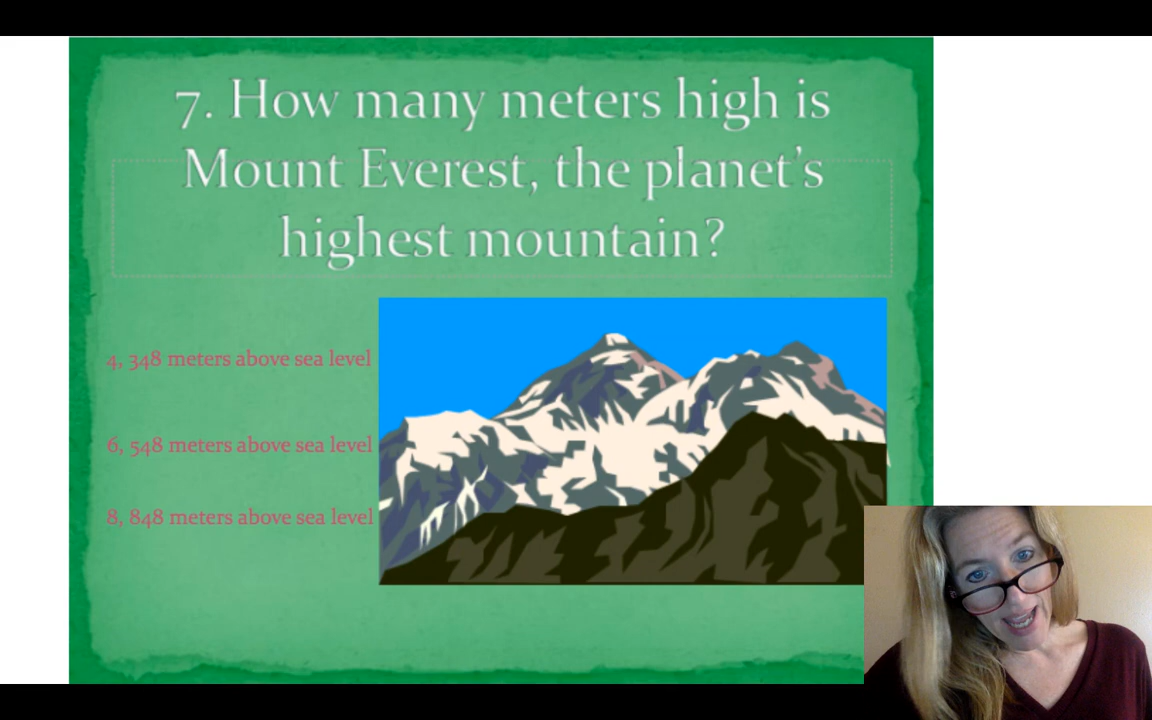 7. How many meters high is
Mount Everest, the planet's
highest mountain?
4, 348 meters above sea level
6, 548 meters above sea level
8, 848 meters above sea level